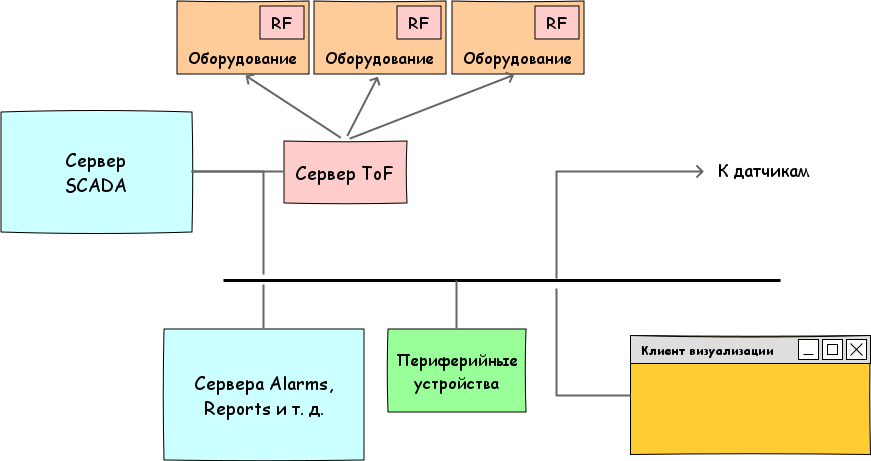 RF
RF
RF
Оборудование
Оборудование
Оборудование
Сервер
SCADA
Сервер ToF
К датчикам
Сервера Alarms,
Reports и т. д.
Периферийные
устройства
Клиент визуализации